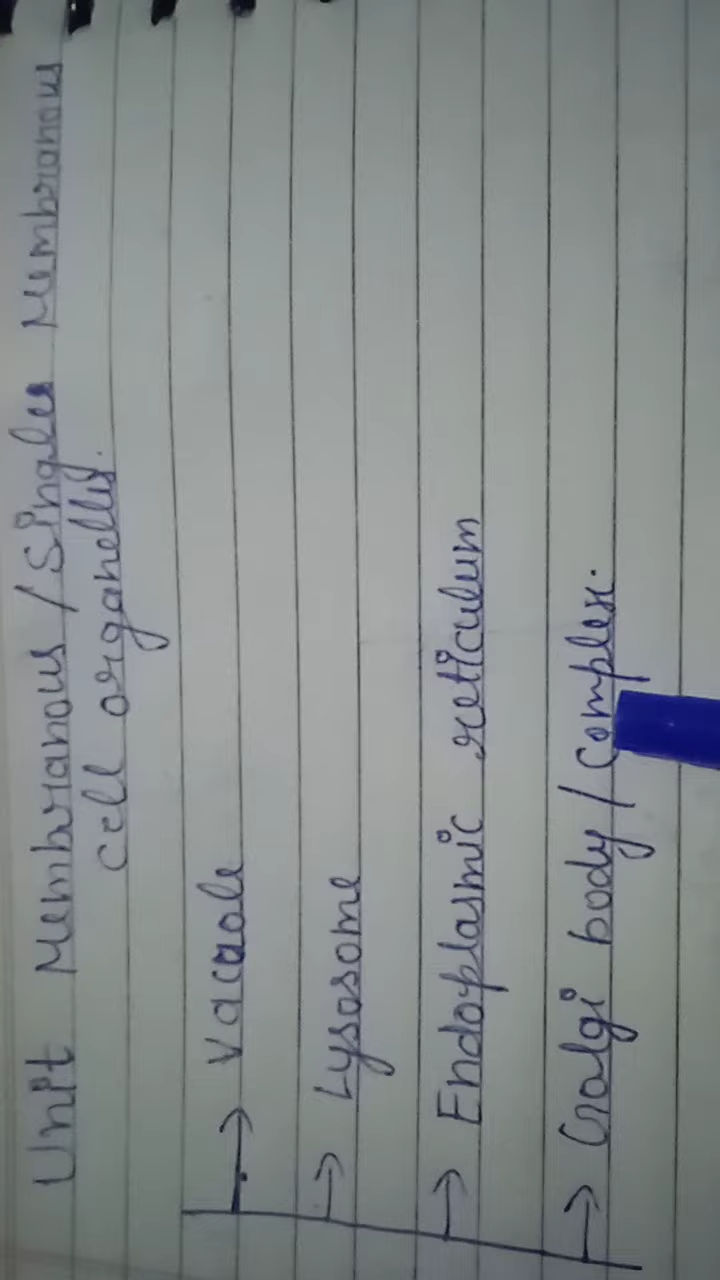 Unit Membranous / Singles Membranous
cell organelles.
→ Vacuole
→ Lysosome
→ Endoplasmic reticulum
→ Golgi body / complex.